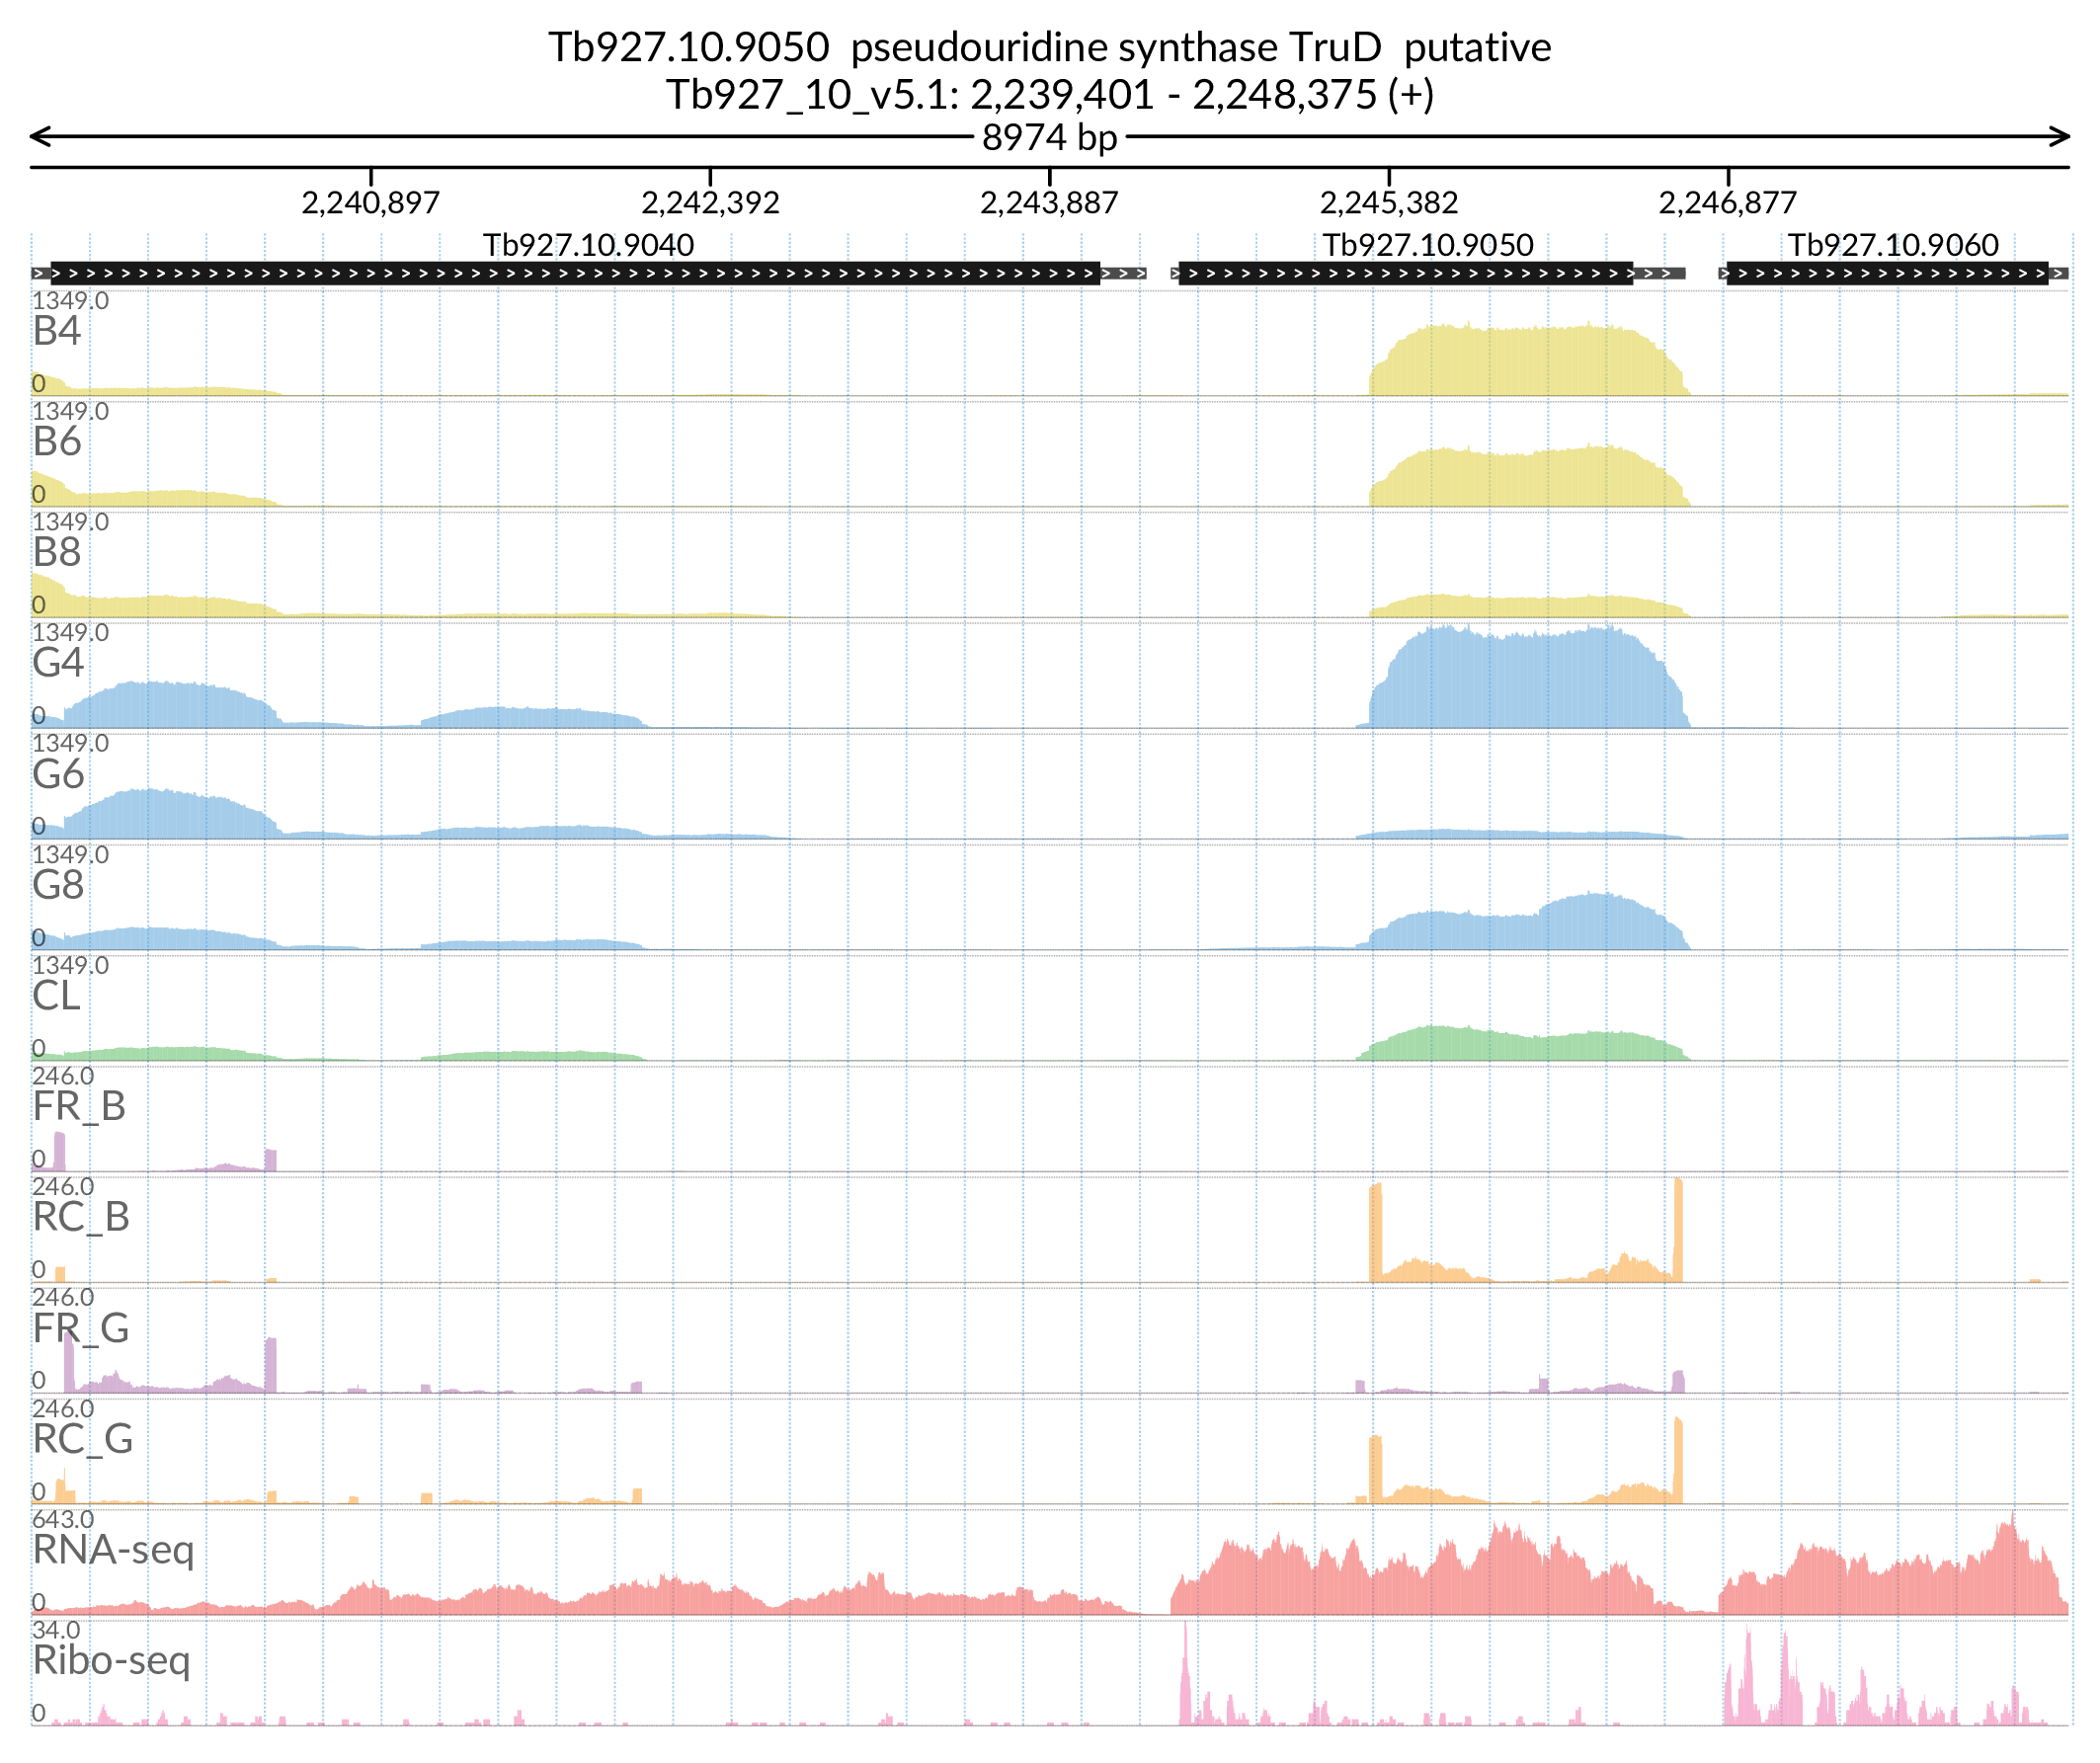 Tb927.10.9050 pseudouridine synthase TruD putative
Tb927_10_v5.1: 2,239,401 - 2,248,375 (+)
8974 bp
2,240,897 2,242,392 2,243,887 2,245,382 2,246,877
Tb927.10.9040 Tb927.10.9050 Tb927.10.9060
1349.0
B4
0
1349.0
B6
0
1349.0
B8
0
1349.0
G4
0
1349.0
G6
0
1349.0
G8
0
1349.0
CL
0
246.0
FR_B
0
246.0
RC_B
0
246.0
FR_G
0
246.0
RC_G
0
643.0
RNA-seq
0
34.0
Ribo-seq
0